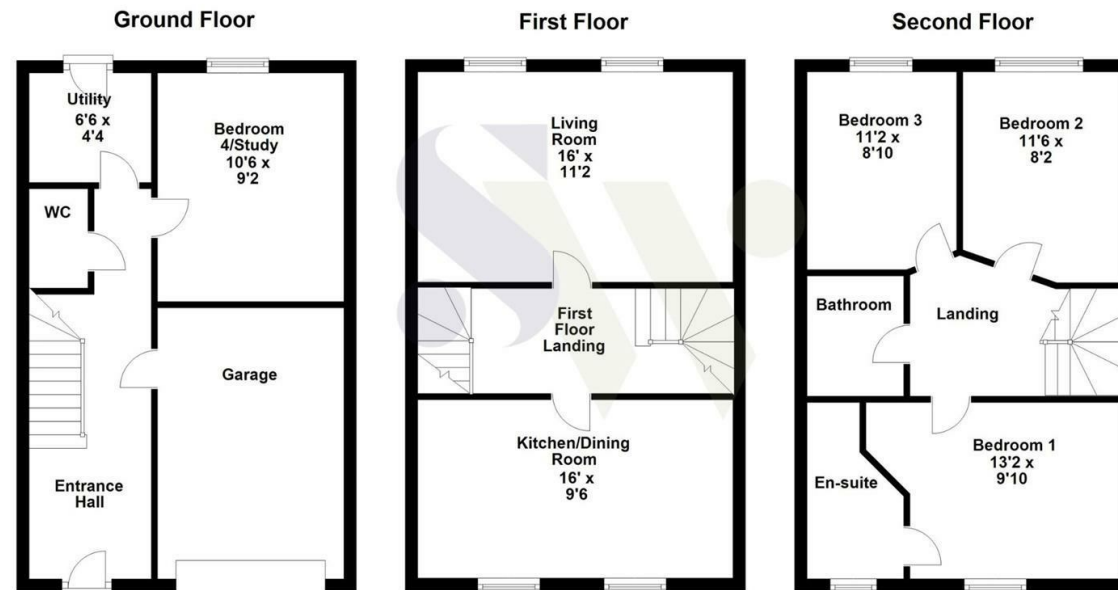 Ground Floor
Utility
6'6 x
4'4
Bedroom
4/Study
10'6 x
9'2
WC
Garage
Entrance
Hall
First Floor
Living
Room
16' x
11'2
First
Floor
Landing
Kitchen/Dining
Room
16' x
9'6
Second Floor
Bedroom 3
11'2 x
8'10
Bedroom 2
11'6 x
8'2
Bathroom
Landing
Bedroom 1
13'2 x
9'10
En-suite
SW